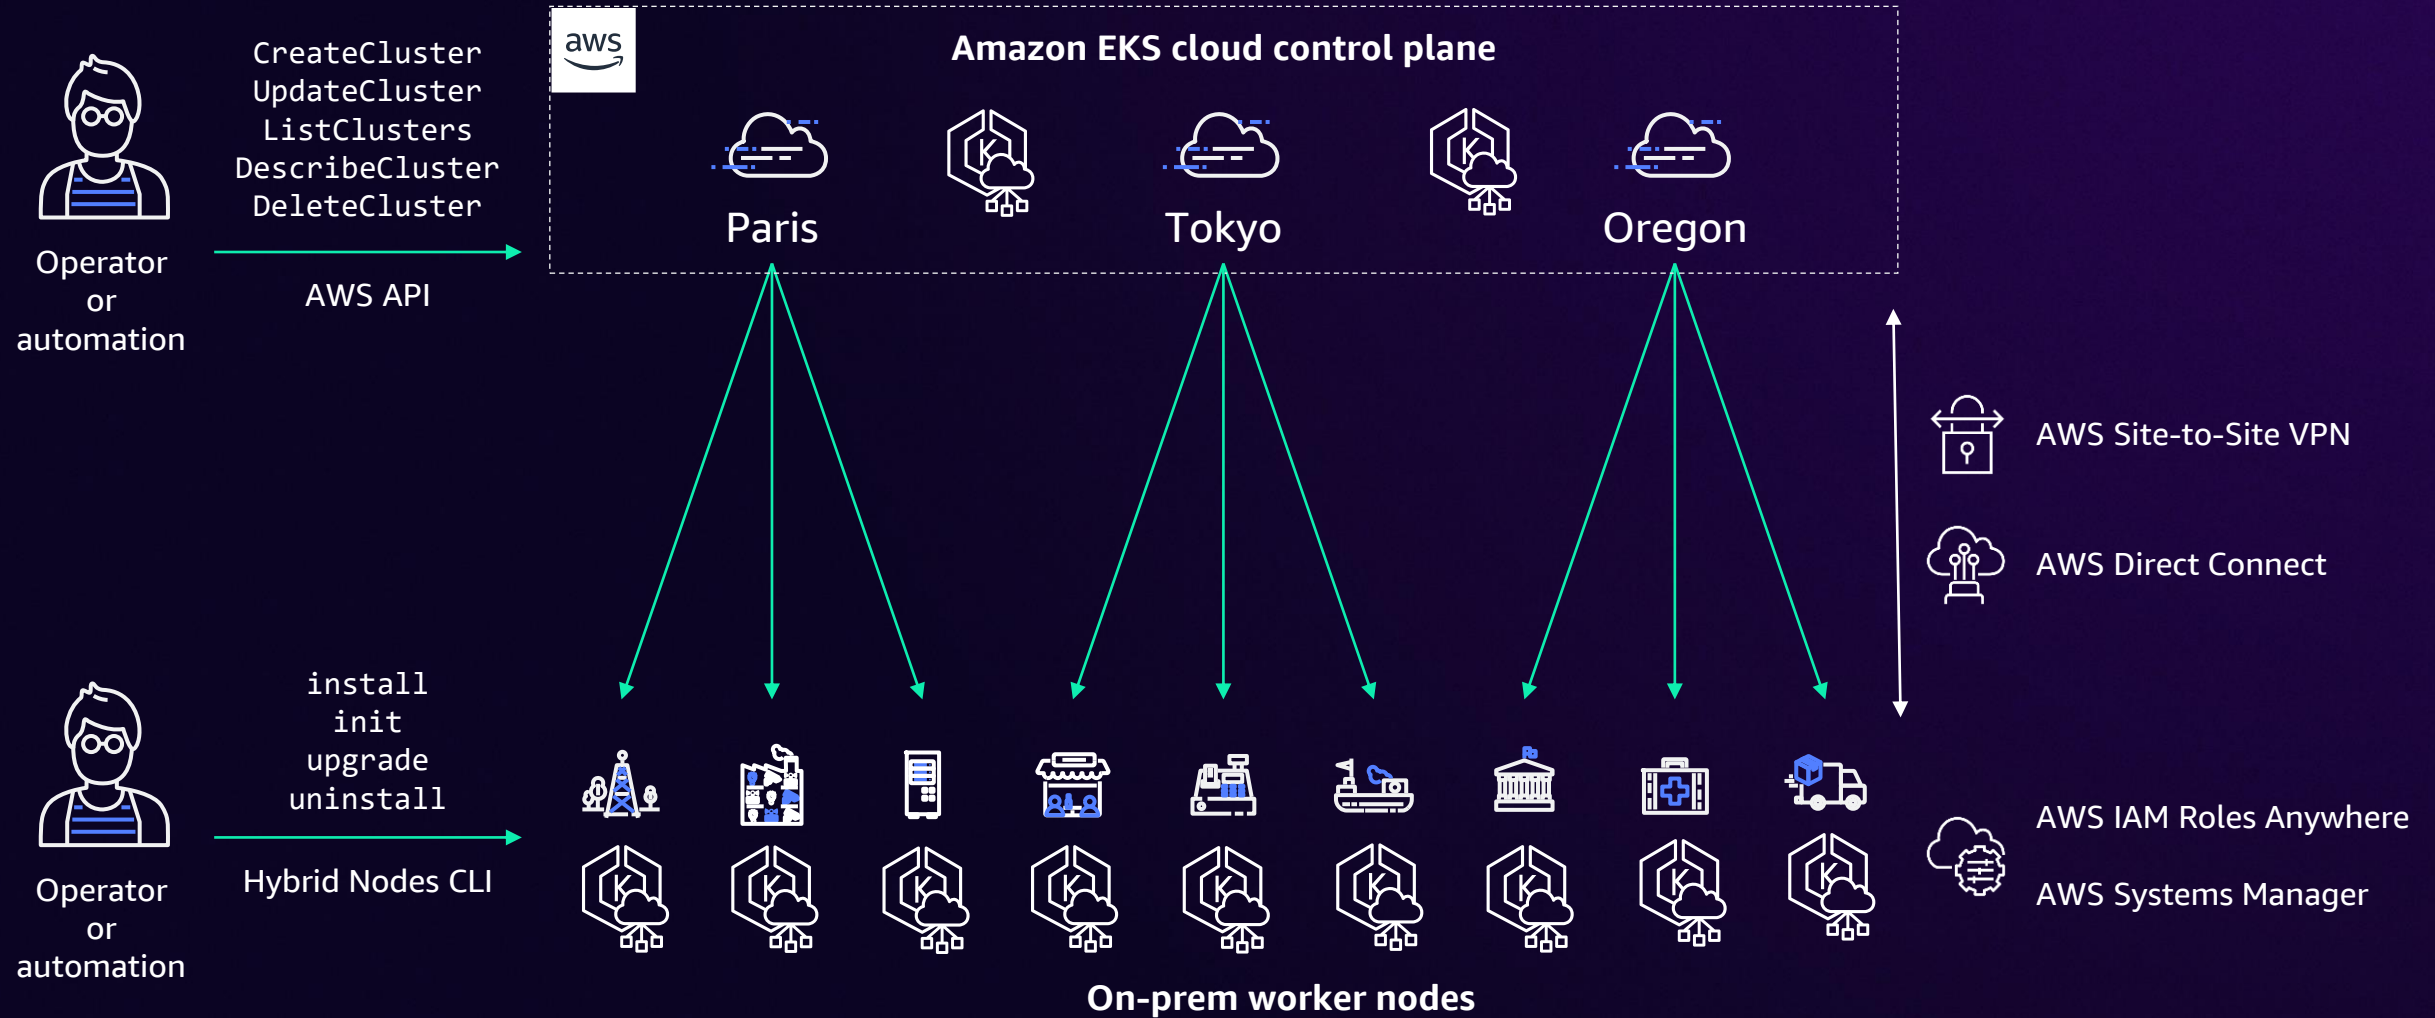 CreateCluster
UpdateCluster
ListClusters
DescribeCluster
DeleteCluster
Operator
or
automation
AWS API
aws
Amazon EKS cloud control plane
K
K
Paris
Tokyo
Oregon
AWS Site-to-Site VPN
AWS Direct Connect
install
init
upgrade
uninstall
Operator
or
automation
Hybrid Nodes CLI
K
K
K
K
K
K
K
K
K
On-prem worker nodes
AWS IAM Roles Anywhere
AWS Systems Manager